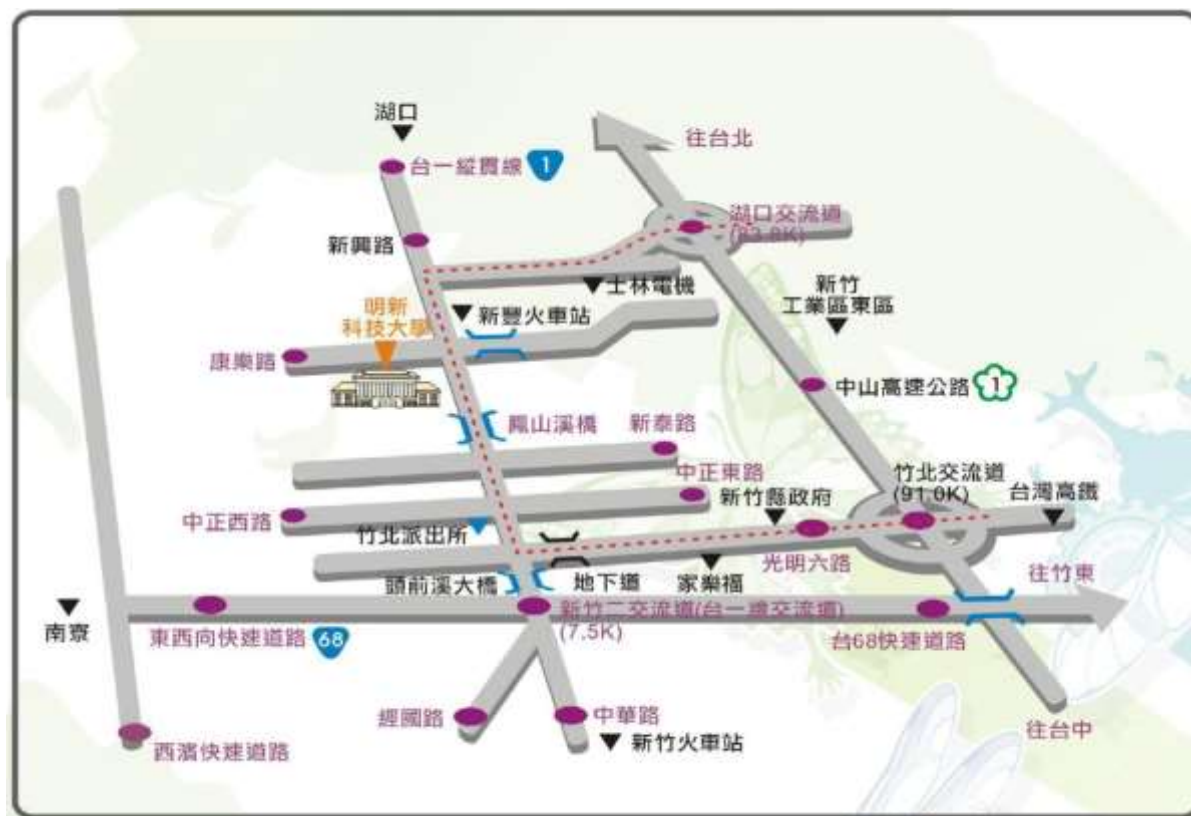 湖口
往台北
台一縱貫線 1
湖口交流道
(83.8K)
新興路
士林電機
新竹
工業區東區
明新
科技大學
新豐火車站
康樂路
中山高速公路 1
鳳山溪橋
新泰路
中正東路
竹北交流道
(91.0K)
台灣高鐵
新竹縣政府
中正西路
竹北派出所
光明六路
頭前溪大橋
地下道
家樂福
往竹東
南寮
東西向快速道路 68
新竹二交流道(台一線交流道)
(7.5K)
台68快速道路
經國路
中華路
往台中
西濱快速道路
新竹火車站